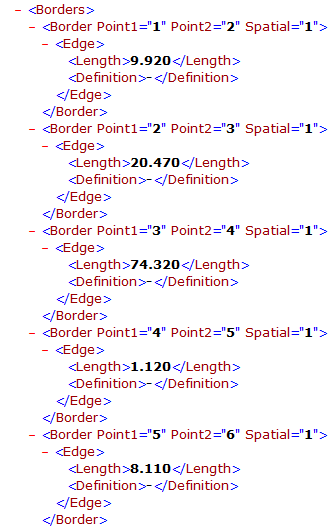 - <Borders>
- <Border Point1="1" Point2="2" Spatial="1">
- <Edge>
<Length>9.920</Length>
<Definition>-</Definition>
</Edge>
</Border>
- <Border Point1="2" Point2="3" Spatial="1">
- <Edge>
<Length>20.470</Length>
<Definition>-</Definition>
</Edge>
</Border>
- <Border Point1="3" Point2="4" Spatial="1">
- <Edge>
<Length>74.320</Length>
<Definition>-</Definition>
</Edge>
</Border>
- <Border Point1="4" Point2="5" Spatial="1">
- <Edge>
<Length>1.120</Length>
<Definition>-</Definition>
</Edge>
</Border>
- <Border Point1="5" Point2="6" Spatial="1">
- <Edge>
<Length>8.110</Length>
<Definition>-</Definition>
</Edge>
</Border>